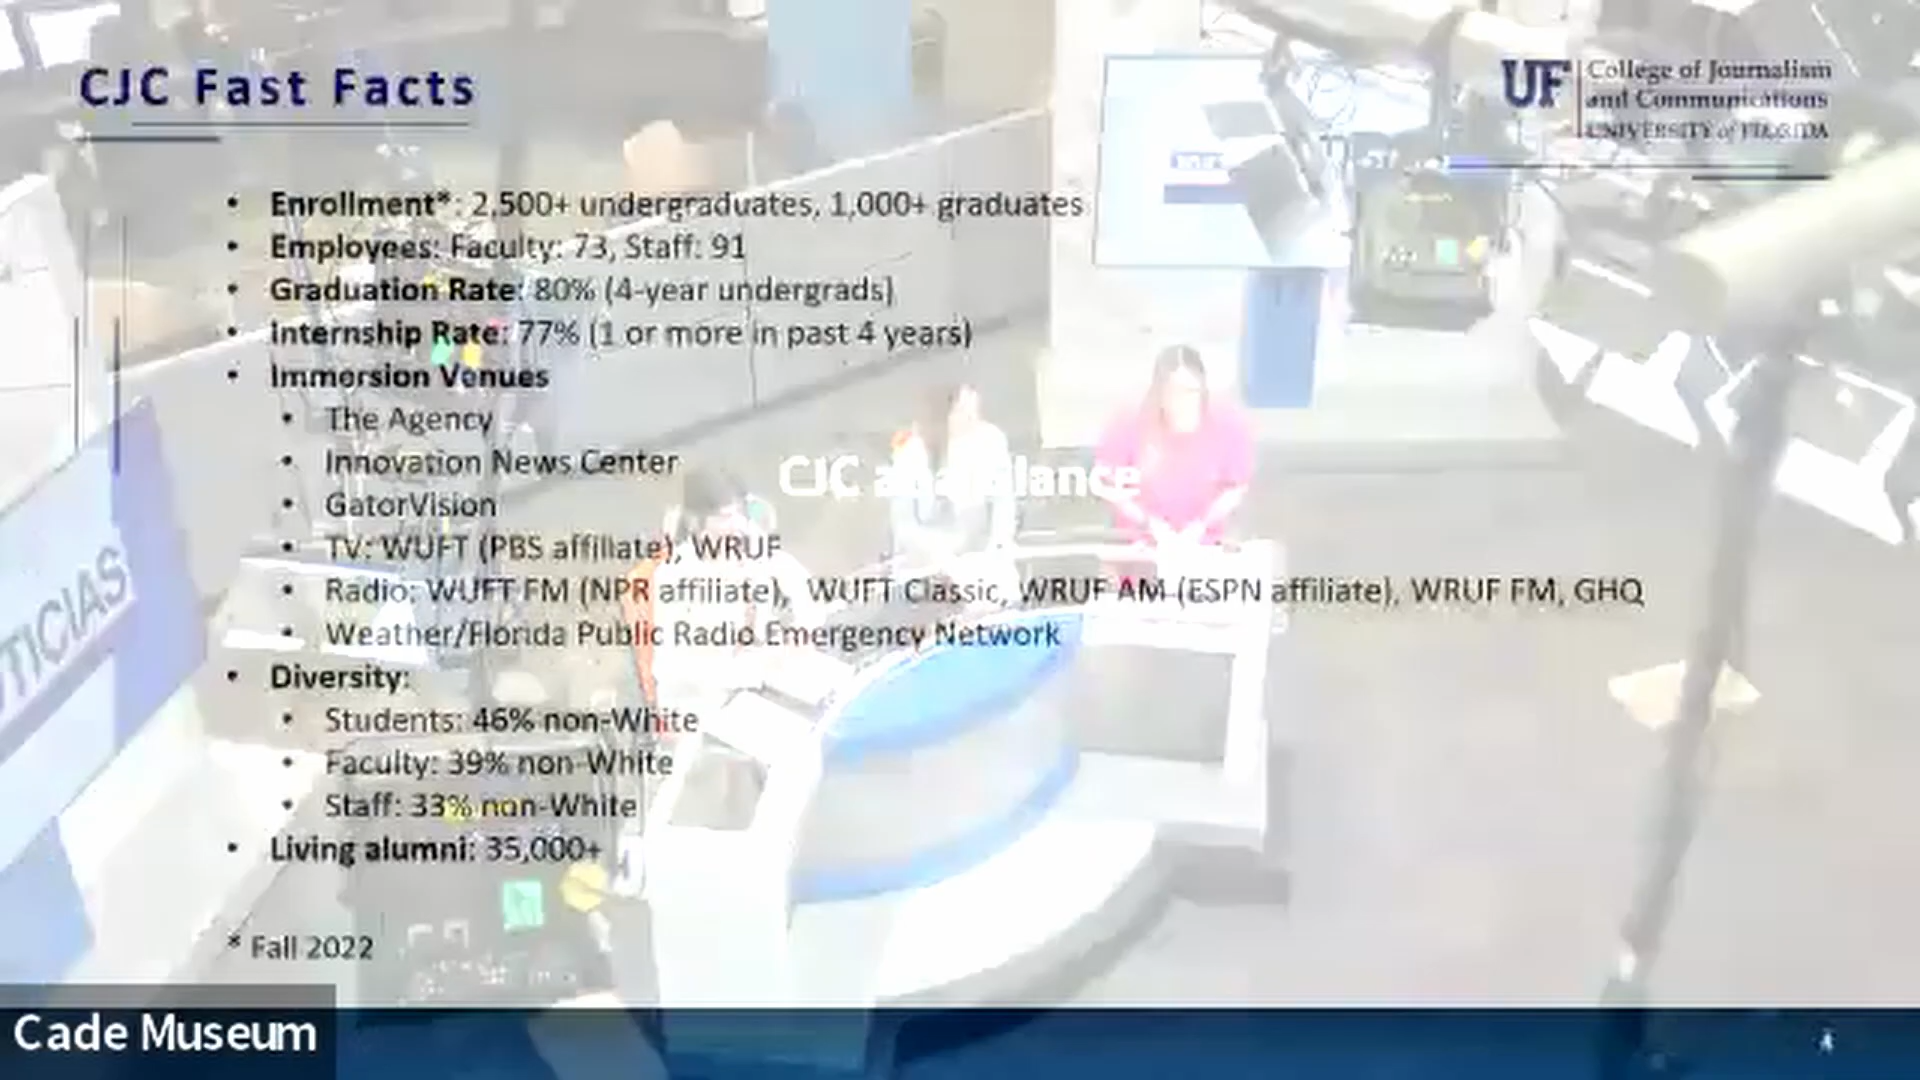 CJC Fast Facts
UF College of Journalism
and Communications
UNIVERSITY of FLORIDA
• Enrollment*: 2,500+ undergraduates, 1,000+ graduates
• Employees: Faculty: 73, Staff: 91
• Graduation Rate: 80% (4-year undergrads)
• Internship Rate: 77% (1 or more in past 4 years)
• Immersion Venues
• The Agency
• Innovation News Center
CJC at a Glance
• GatorVision
• TV: WUFT (PBS affiliate), WRUF
• Radio: WUFT FM (NPR affiliate), WUFT Classic, WRUF AM (ESPN affiliate), WRUF FM, GHQ
TICIAS
• Weather/Florida Public Radio Emergency Network
• Diversity:
• Students: 46% non-White
• Faculty: 39% non-White
• Staff: 33% non-White
• Living alumni: 35,000+
* Fall 2022
Cade Museum